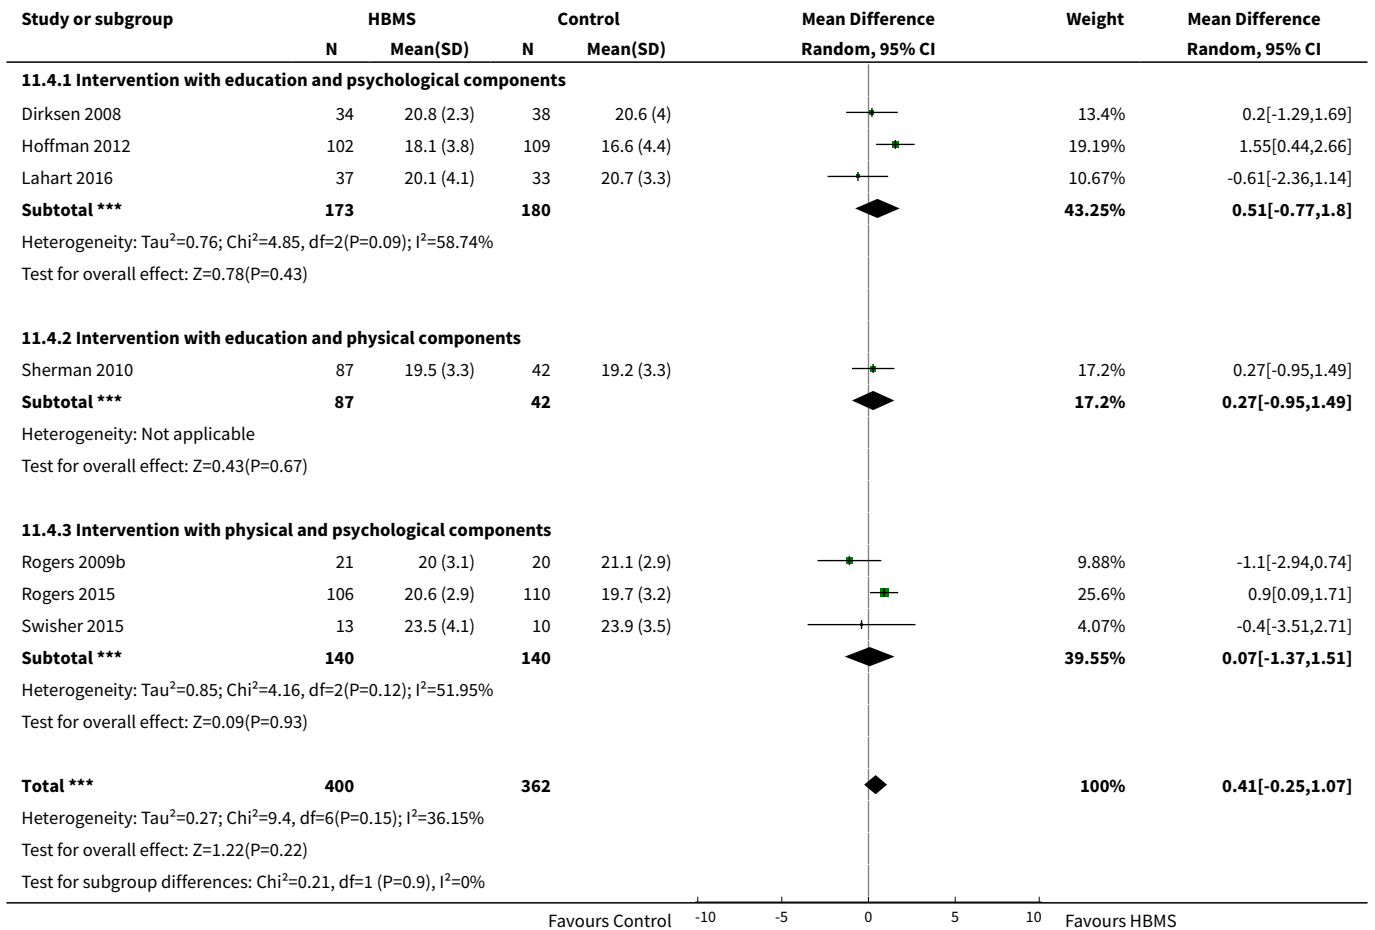 Study or subgroup HBMS Control Mean Difference Weight Mean Difference
N Mean(SD) N Mean(SD) Random, 95% CI Random, 95% CI
11.4.1 Intervention with education and psychological components
Dirksen 2008 34 20.8 (2.3) 38 20.6 (4) 13.4% 0.2[-1.29,1.69]
Hoffman 2012 102 18.1 (3.8) 109 16.6 (4.4) 19.19% 1.55[0.44,2.66]
Lahart 2016 37 20.1 (4.1) 33 20.7 (3.3) 10.67% -0.61[-2.36,1.14]
Subtotal *** 173 180 43.25% 0.51[-0.77,1.8]
Heterogeneity: Tau²=0.76; Chi²=4.85, df=2(P=0.09); I²=58.74%
Test for overall effect: Z=0.78(P=0.43)
11.4.2 Intervention with education and physical components
Sherman 2010 87 19.5 (3.3) 42 19.2 (3.3) 17.2% 0.27[-0.95,1.49]
Subtotal *** 87 42 17.2% 0.27[-0.95,1.49]
Heterogeneity: Not applicable
Test for overall effect: Z=0.43(P=0.67)
11.4.3 Intervention with physical and psychological components
Rogers 2009b 21 20 (3.1) 20 21.1 (2.9) 9.88% -1.1[-2.94,0.74]
Rogers 2015 106 20.6 (2.9) 110 19.7 (3.2) 25.6% 0.9[0.09,1.71]
Swisher 2015 13 23.5 (4.1) 10 23.9 (3.5) 4.07% -0.4[-3.51,2.71]
Subtotal *** 140 140 39.55% 0.07[-1.37,1.51]
Heterogeneity: Tau²=0.85; Chi²=4.16, df=2(P=0.12); I²=51.95%
Test for overall effect: Z=0.09(P=0.93)
Total *** 400 362 100% 0.41[-0.25,1.07]
Heterogeneity: Tau²=0.27; Chi²=9.4, df=6(P=0.15); I²=36.15%
Test for overall effect: Z=1.22(P=0.22)
Test for subgroup differences: Chi²=0.21, df=1 (P=0.9), I²=0%
Favours Control -10 -5 0 5 10 Favours HBMS